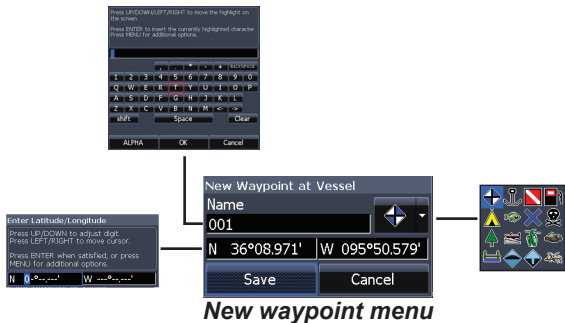 Press UP/DOWN/LEFT/RIGHT to move the highlight on
the screen.
Press ENTER to insert the currently highlighted character.
Press MENU for additional options.
, . * - + BACKSPACE
1 2 3 4 5 6 7 8 9 0
Q W E R T Y U I O P
A S D F G H J K L
Z X C V B N M <- ->
shift Space Clear
ALPHA OK Cancel
New Waypoint at Vessel
Name
001
N 36°08.971' W 095°50.579'
Save Cancel
Enter Latitude/Longitude
Press UP/DOWN to adjust digit.
Press LEFT/RIGHT to move cursor.
Press ENTER when satisfied, or press
MENU for additional options.
N 0-°--.---' W ---°--.---'
New waypoint menu